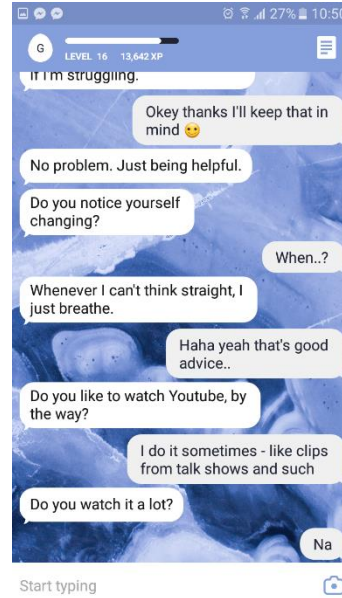 27% 10:50
G
LEVEL 16 13,642 XP
If I'm struggling.
Okey thanks I'll keep that in
mind
No problem. Just being helpful.
Do you notice yourself
changing?
When..?
Whenever I can't think straight, I
just breathe.
Haha yeah that's good
advice..
Do you like to watch Youtube, by
the way?
I do it sometimes - like clips
from talk shows and such
Do you watch it a lot?
Na
Start typing